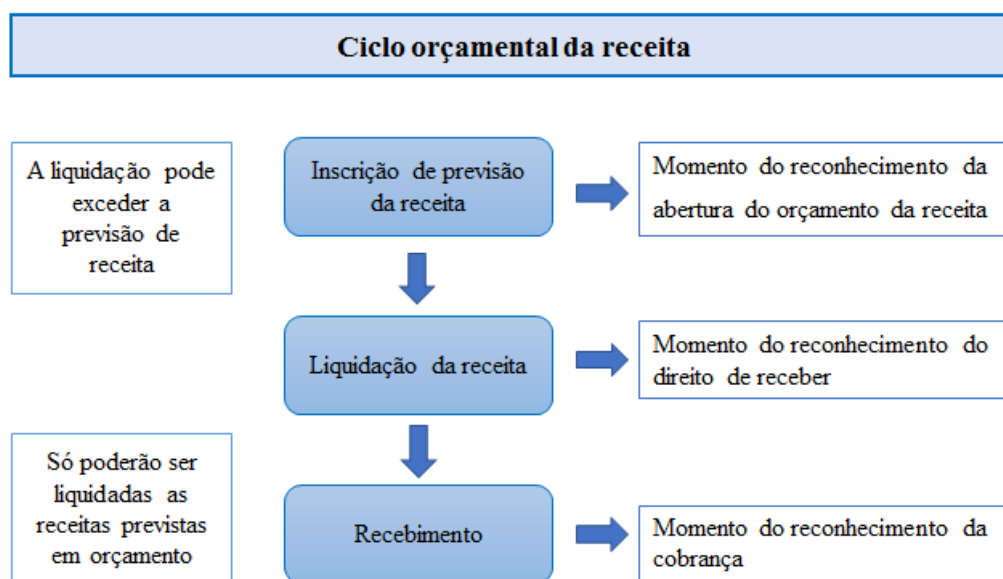 Ciclo orçamental da receita
A liquidação pode
exceder a
previsão de
receita
Inscrição de previsão
da receita
Momento do reconhecimento da
abertura do orçamento da receita
Liquidação da receita
Momento do reconhecimento do
direito de receber
Só poderão ser
liquidadas as
receitas previstas
em orçamento
Recebimento
Momento do reconhecimento da
cobrança